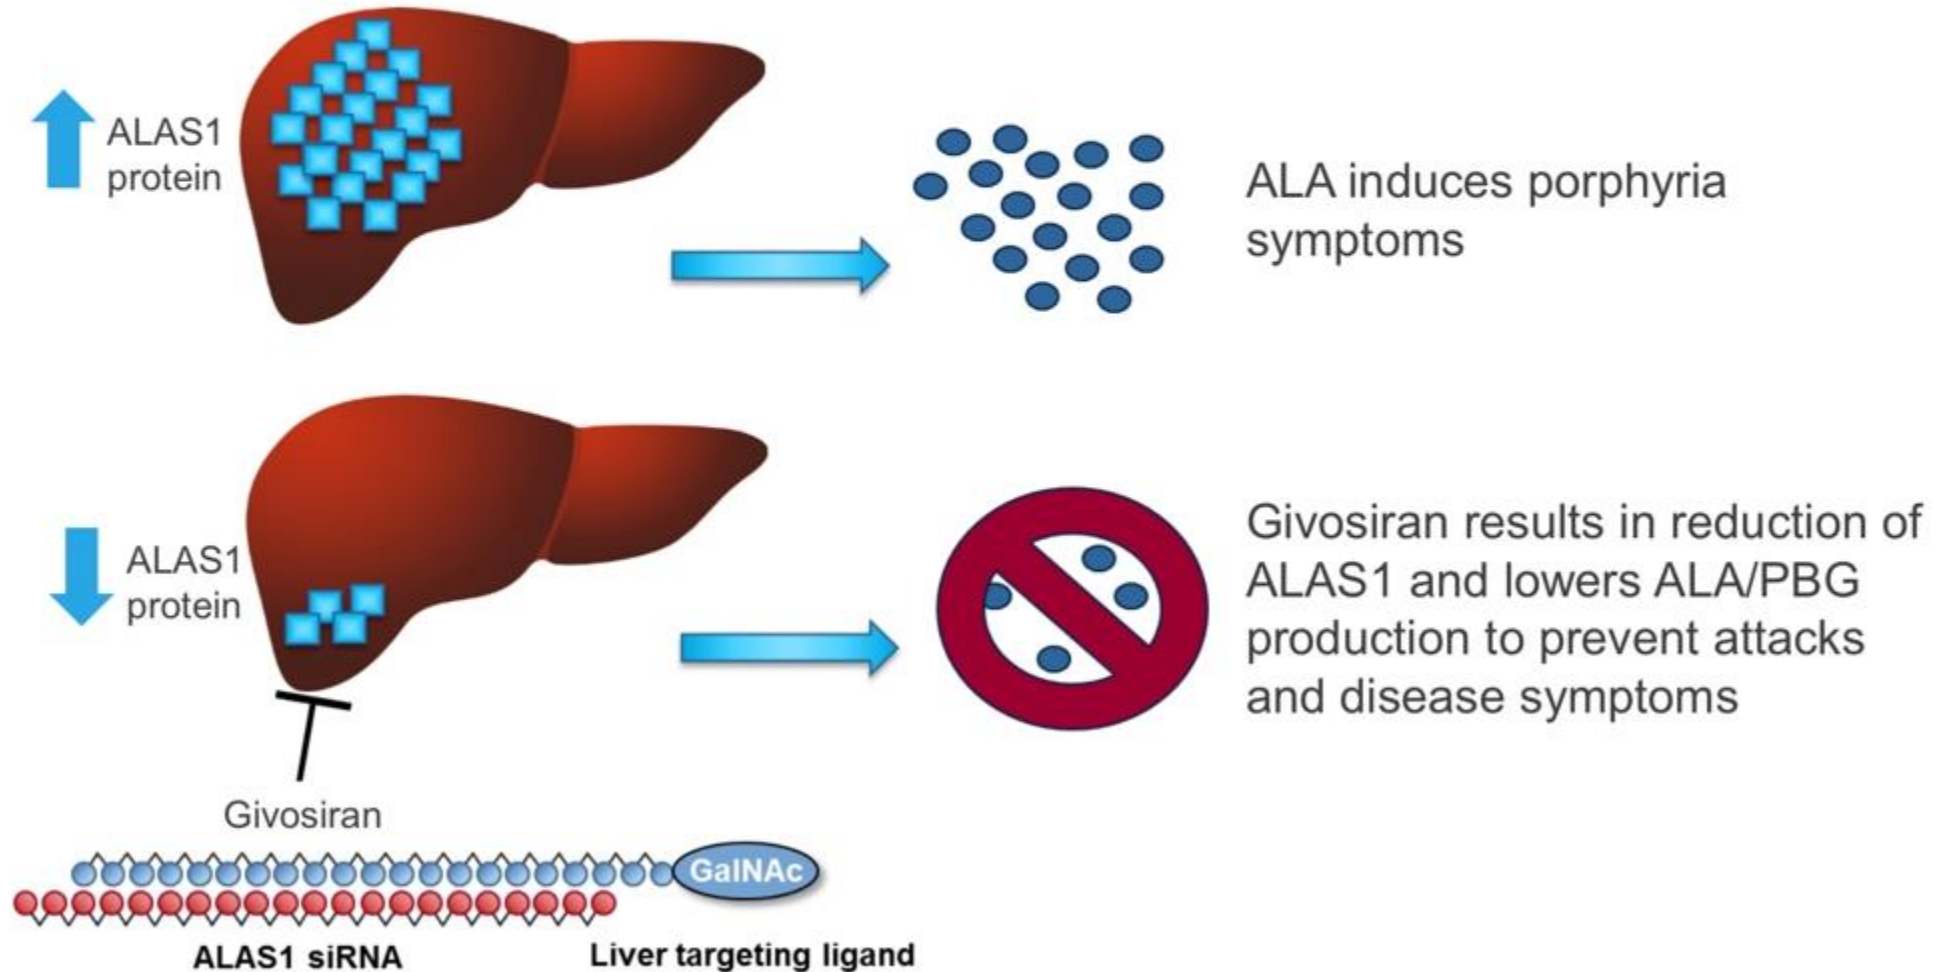 ALAS1
protein
ALA induces porphyria
symptoms
ALAS1
protein
Givosiran results in reduction of
ALAS1 and lowers ALA/PBG
production to prevent attacks
and disease symptoms
Givosiran
GalNAc
ALAS1 siRNA
Liver targeting ligand